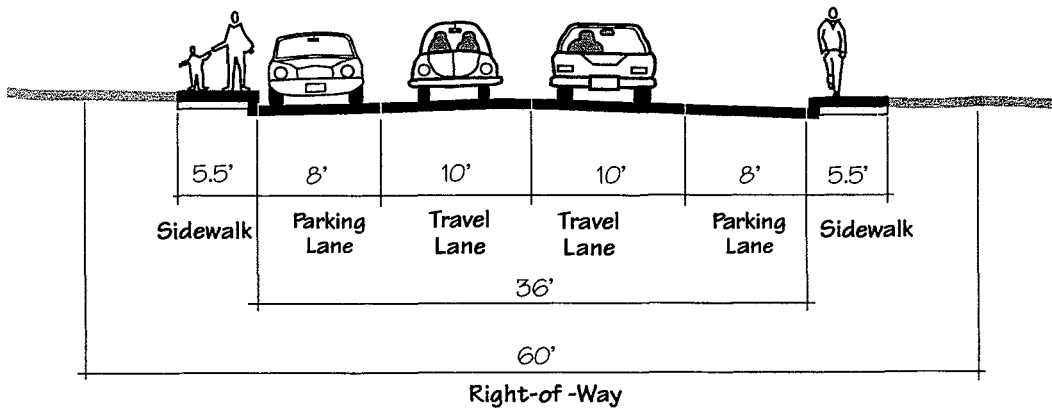 5.5' 8' 10' 10' 8' 5.5'
Sidewalk Parking Lane Travel Lane Travel Lane Parking Lane Sidewalk
36'
60'
Right-of -Way